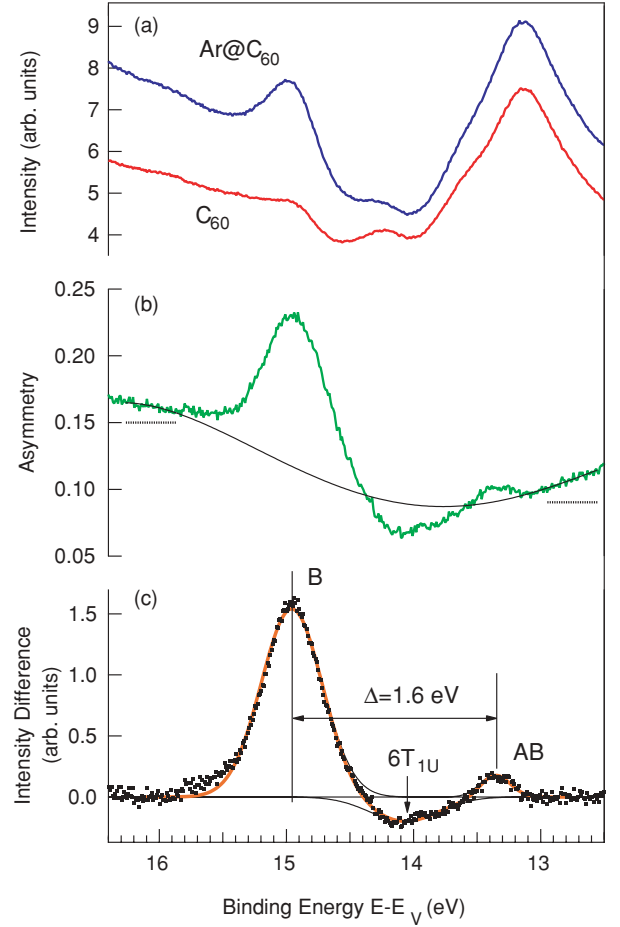 (a)
9
8
7
6
5
4
Intensity (arb. units)
Ar@C60
C60
(b)
0.25
0.20
0.15
0.10
0.05
Asymmetry
(c)
B
1.5
1.0
0.5
0.0
Intensity Difference
(arb. units)
Δ=1.6 eV
6T1U
AB
16 15 14 13
Binding Energy E-EV (eV)